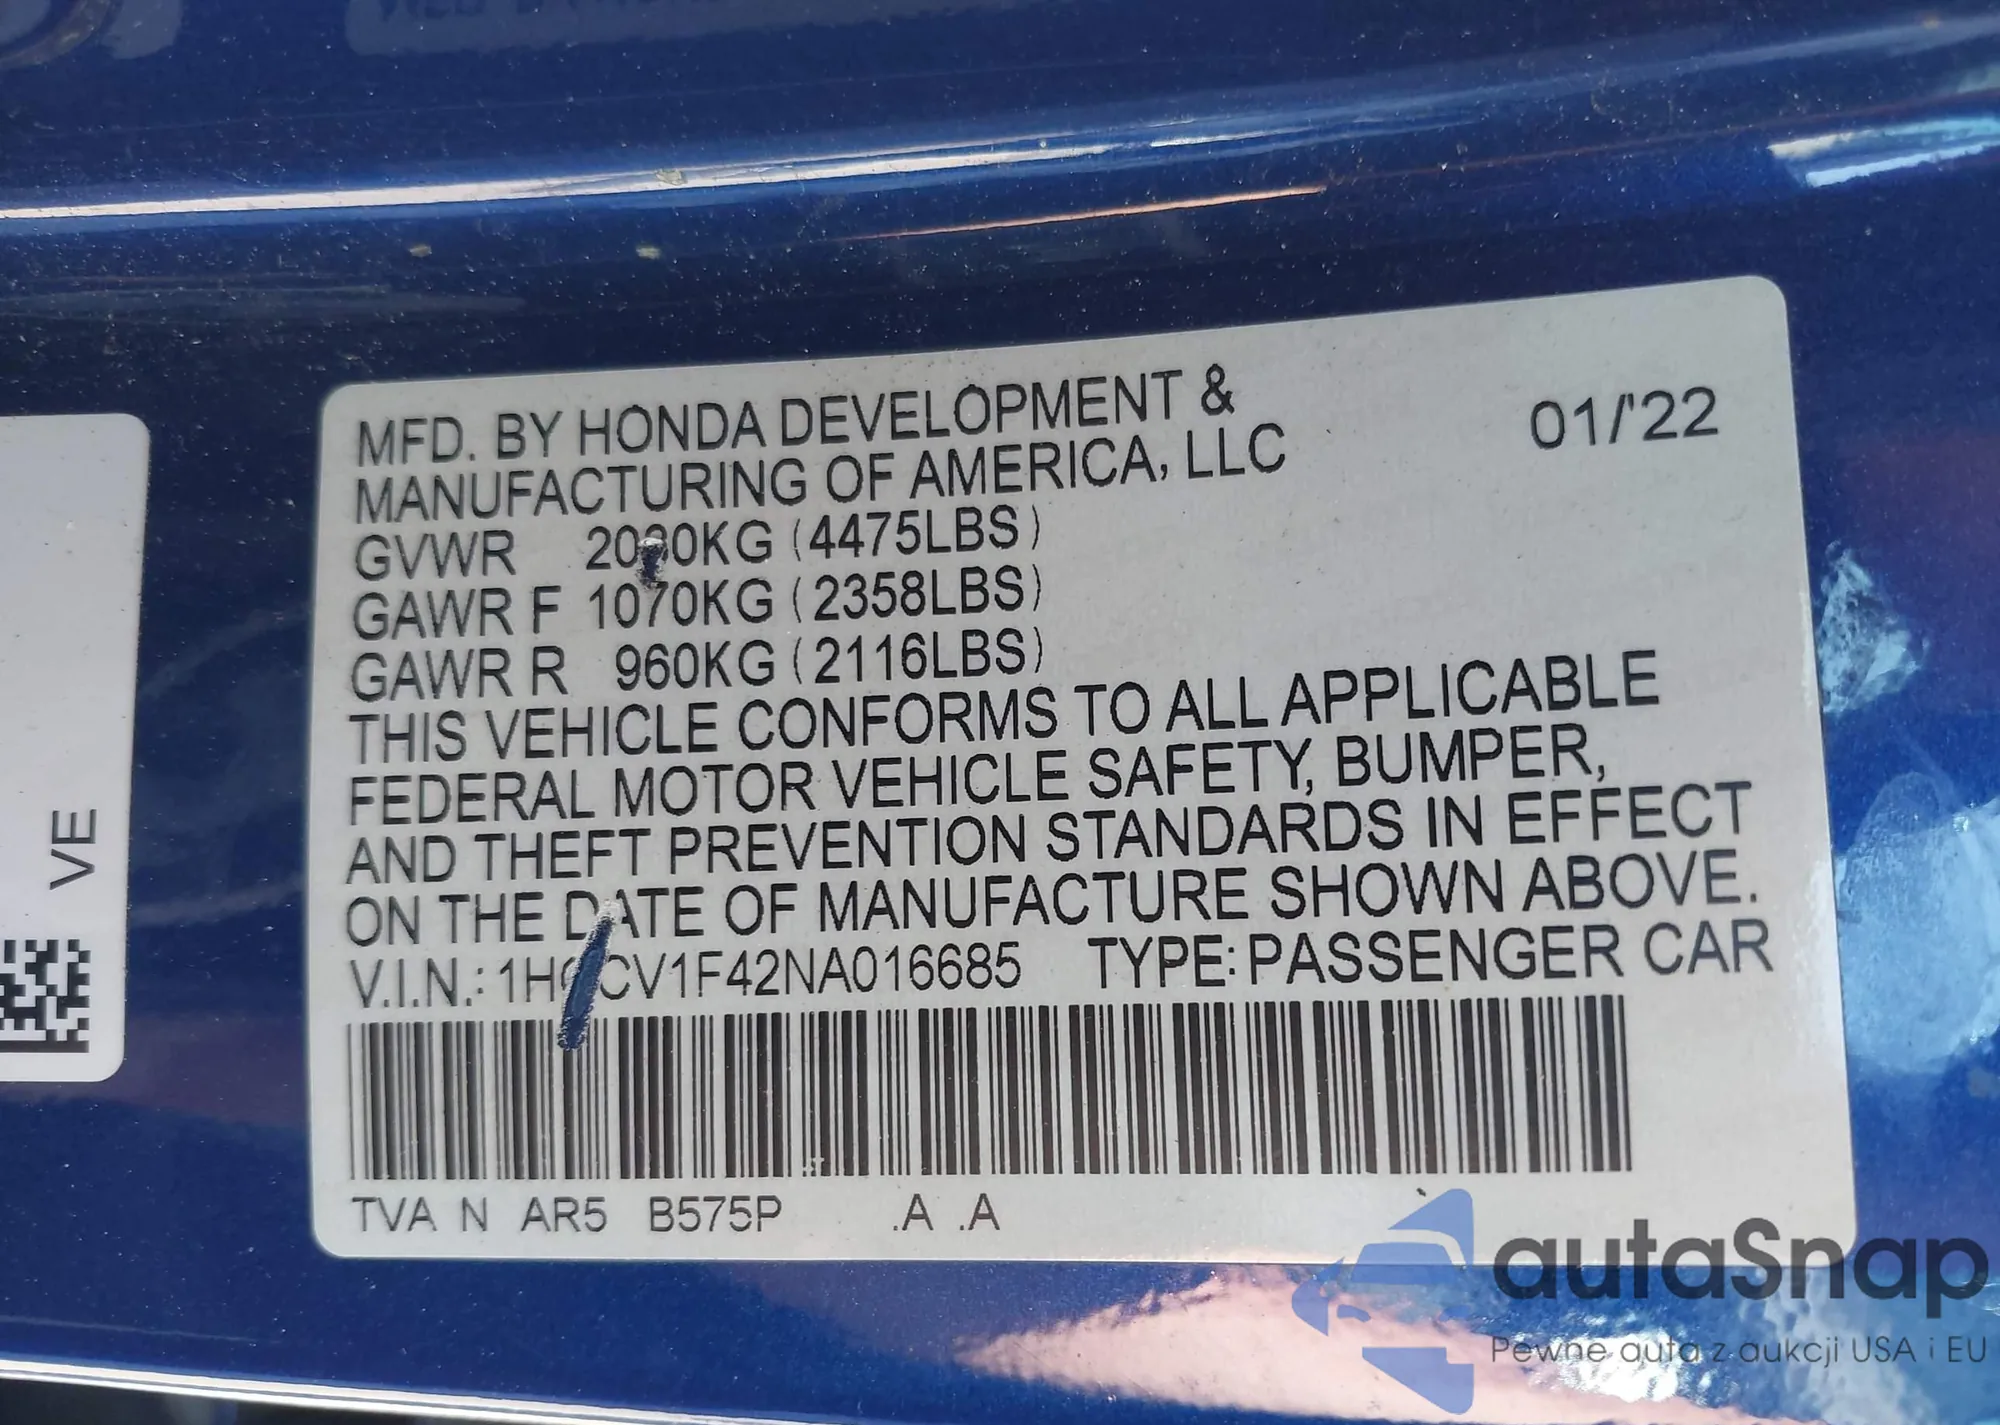 MFD. BY HONDA DEVELOPMENT & 01/'22
MANUFACTURING OF AMERICA, LLC
GVWR 2030KG (4475LBS)
GAWR F 1070KG (2358LBS)
GAWR R 960KG (2116LBS)
THIS VEHICLE CONFORMS TO ALL APPLICABLE
FEDERAL MOTOR VEHICLE SAFETY, BUMPER,
AND THEFT PREVENTION STANDARDS IN EFFECT
ON THE DATE OF MANUFACTURE SHOWN ABOVE.
V.I.N.: 1HGCV1F42NA016685 TYPE: PASSENGER CAR
TVA N AR5 B575P .A .A
VE
autaSnap
Pewne auta z aukcji USA i EU